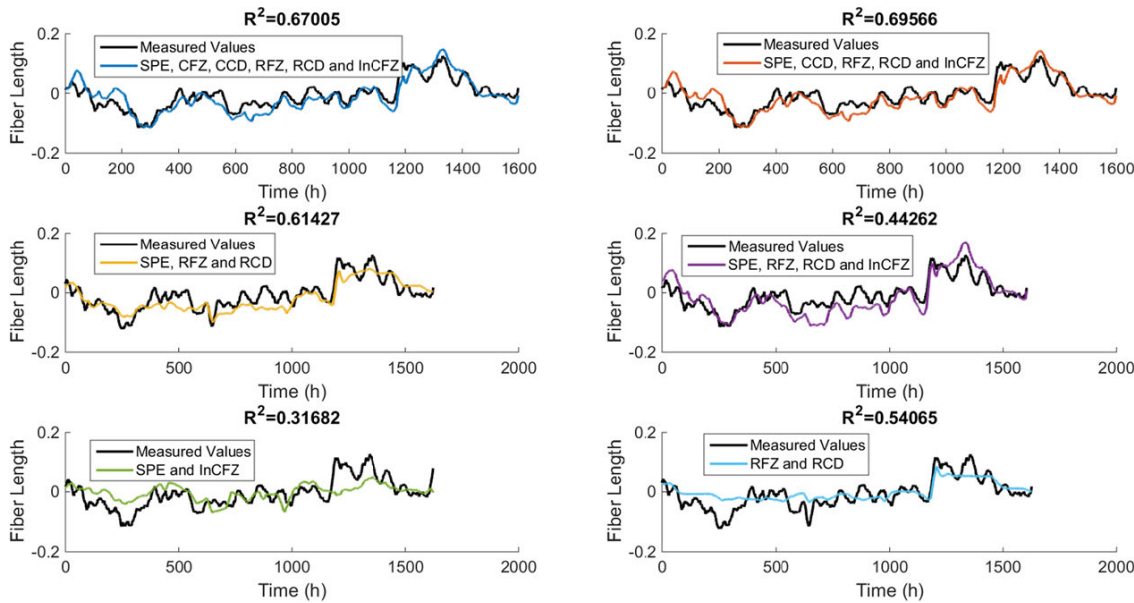 R2=0.67005
0.2
Measured Values
SPE, CFZ, CCD, RFZ, RCD and InCFZ
0
-0.2
Fiber Length
0 200 400 600 800 1000 1200 1400 1600
Time (h)
R2=0.69566
0.2
Measured Values
SPE, CCD, RFZ, RCD and InCFZ
0
-0.2
Fiber Length
0 200 400 600 800 1000 1200 1400 1600
Time (h)
R2=0.61427
0.2
Measured Values
SPE, RFZ and RCD
0
-0.2
Fiber Length
0 500 1000 1500 2000
Time (h)
R2=0.44262
0.2
Measured Values
SPE, RFZ, RCD and InCFZ
0
-0.2
Fiber Length
0 500 1000 1500 2000
Time (h)
R2=0.31682
0.2
Measured Values
SPE and InCFZ
0
-0.2
Fiber Length
0 500 1000 1500 2000
Time (h)
R2=0.54065
0.2
Measured Values
RFZ and RCD
0
-0.2
Fiber Length
0 500 1000 1500 2000
Time (h)